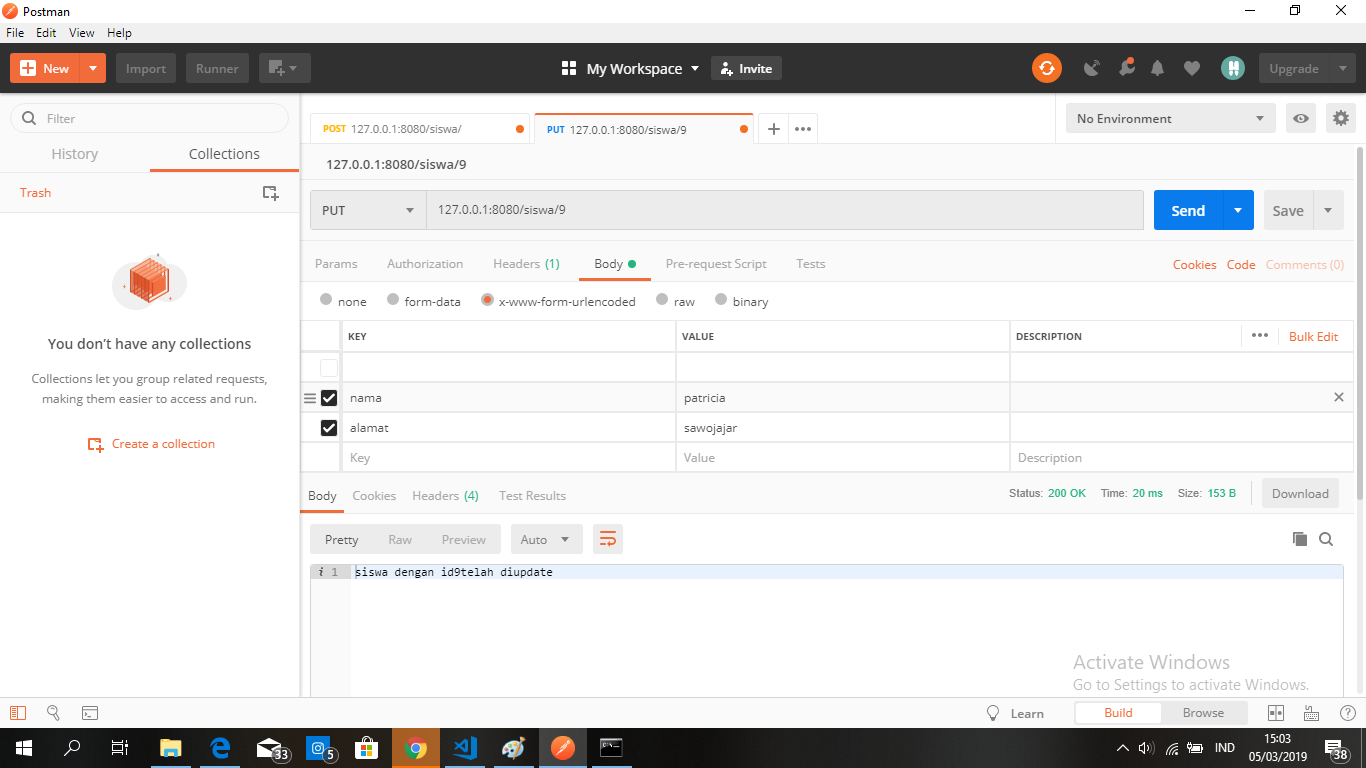 Postman
File Edit View Help
New Import Runner My Workspace Invite Upgrade
Filter
History Collections
Trash
You don't have any collections
Collections let you group related requests,
making them easier to access and run.
Create a collection
POST 127.0.0.1:8080/siswa/ PUT 127.0.0.1:8080/siswa/9 No Environment
127.0.0.1:8080/siswa/9
PUT 127.0.0.1:8080/siswa/9 Send Save
Params Authorization Headers (1) Body Pre-request Script Tests Cookies Code Comments (0)
none form-data x-www-form-urlencoded raw binary
KEY VALUE DESCRIPTION Bulk Edit
nama patricia
alamat sawojajar
Key Value Description
Body Cookies Headers (4) Test Results Status: 200 OK Time: 20 ms Size: 153 B Download
Pretty Raw Preview Auto
i 1 siswa dengan id9telah diupdate
Activate Windows
Go to Settings to activate Windows.
Learn Build Browse
33 5 IND 15:03
05/03/2019 38